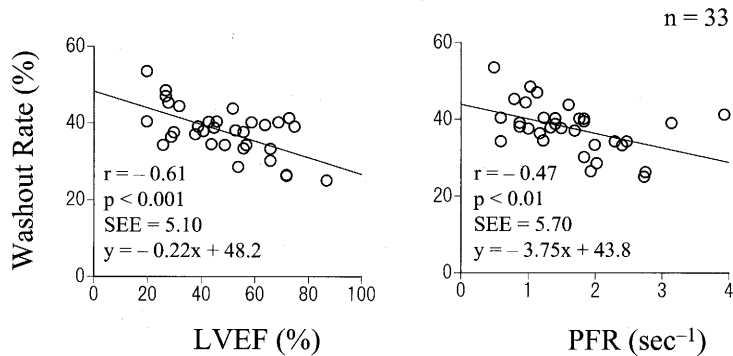 n = 33
Washout Rate (%)
60
40
20
0
r = – 0.61
p < 0.001
SEE = 5.10
y = – 0.22x + 48.2
0 20 40 60 80 100
LVEF (%)
60
40
20
0
r = – 0.47
p < 0.01
SEE = 5.70
y = – 3.75x + 43.8
0 1 2 3 4
PFR (sec⁻¹)